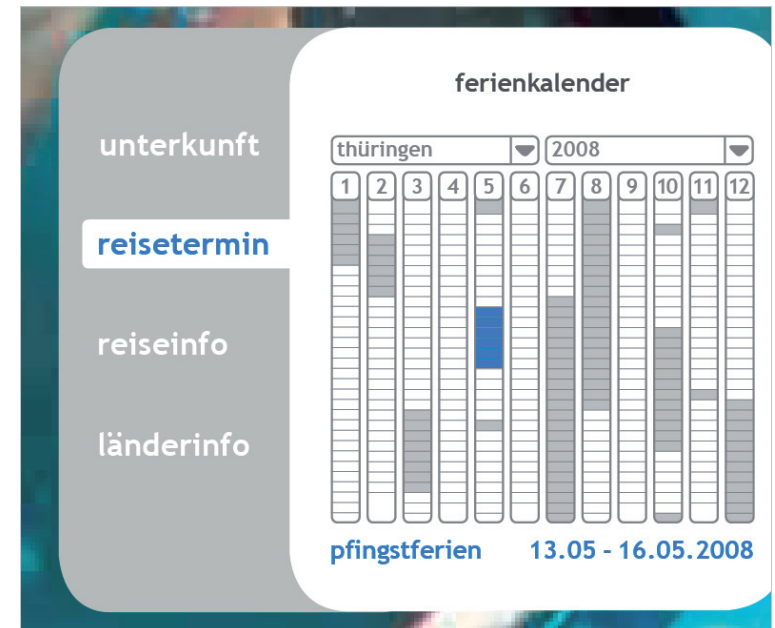 ferienkalender
unterkunft
reisetermin
reiseinfo
länderinfo
thüringen 2008
1 2 3 4 5 6 7 8 9 10 11 12
pfingstferien 13.05 - 16.05.2008